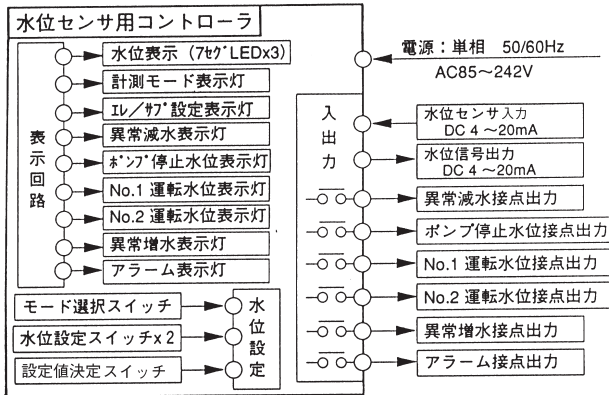 水位センサ用コントローラ
表示回路
水位表示（7ｾｸﾞLEDx3）
計測モード表示灯
ｴﾚ／ｻﾌﾞ設定表示灯
異常減水表示灯
ﾎﾟﾝﾌﾟ停止水位表示灯
No.1 運転水位表示灯
No.2 運転水位表示灯
異常増水表示灯
アラーム表示灯
モード選択スイッチ
水位設定スイッチx 2
設定値決定スイッチ
水位設定
入出力
電源：単相 50/60Hz
AC85～242V
水位センサ入力
DC 4 ～20mA
水位信号出力
DC 4 ～20mA
異常減水接点出力
ポンプ停止水位接点出力
No.1 運転水位接点出力
No.2 運転水位接点出力
異常増水接点出力
アラーム接点出力